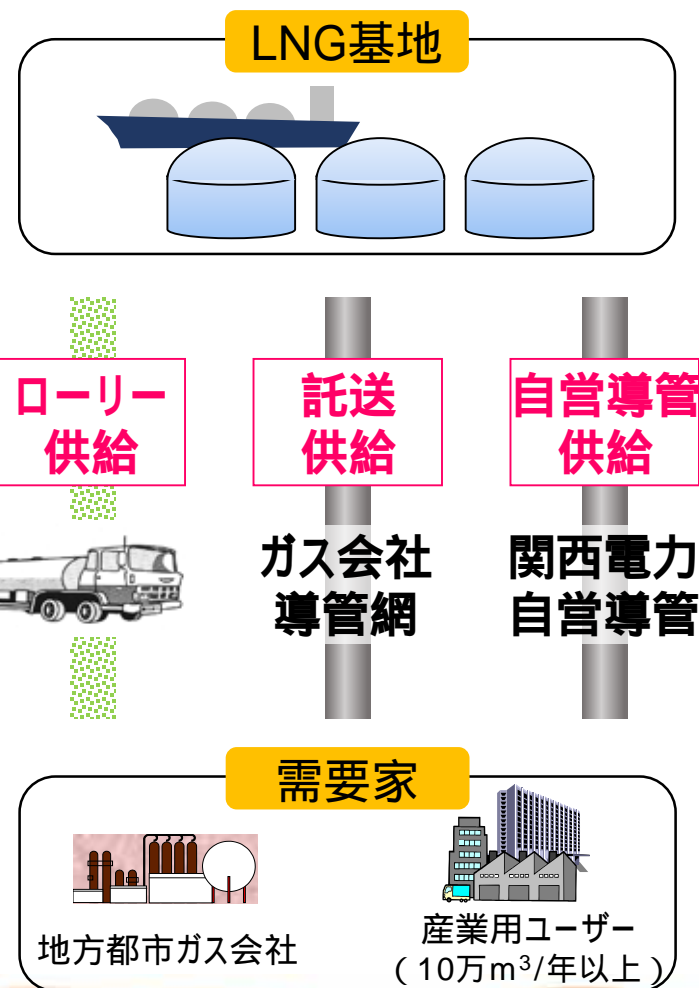 LNG基地
ローリー
供給
託送
供給
自営導管
供給
ガス会社
導管網
関西電力
自営導管
需要家
地方都市ガス会社
産業用ユーザー
（10万m³/年以上）